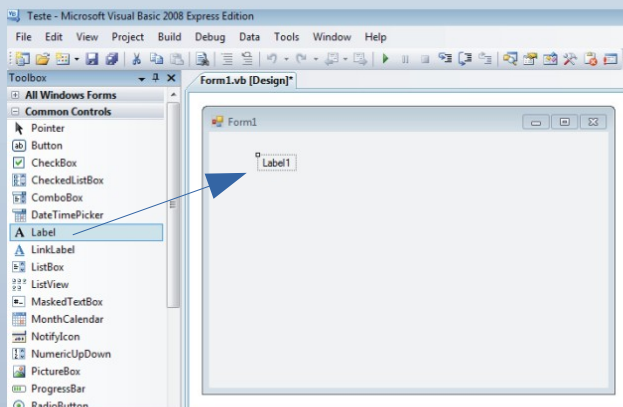 Teste - Microsoft Visual Basic 2008 Express Edition
File Edit View Project Build Debug Data Tools Window Help
Toolbox
Form1.vb [Design]*
All Windows Forms
Common Controls
Pointer
Button
CheckBox
CheckedListBox
ComboBox
DateTimePicker
Label
LinkLabel
ListBox
ListView
MaskedTextBox
MonthCalendar
NotifyIcon
NumericUpDown
PictureBox
ProgressBar
RadioButton
Form1
Label1